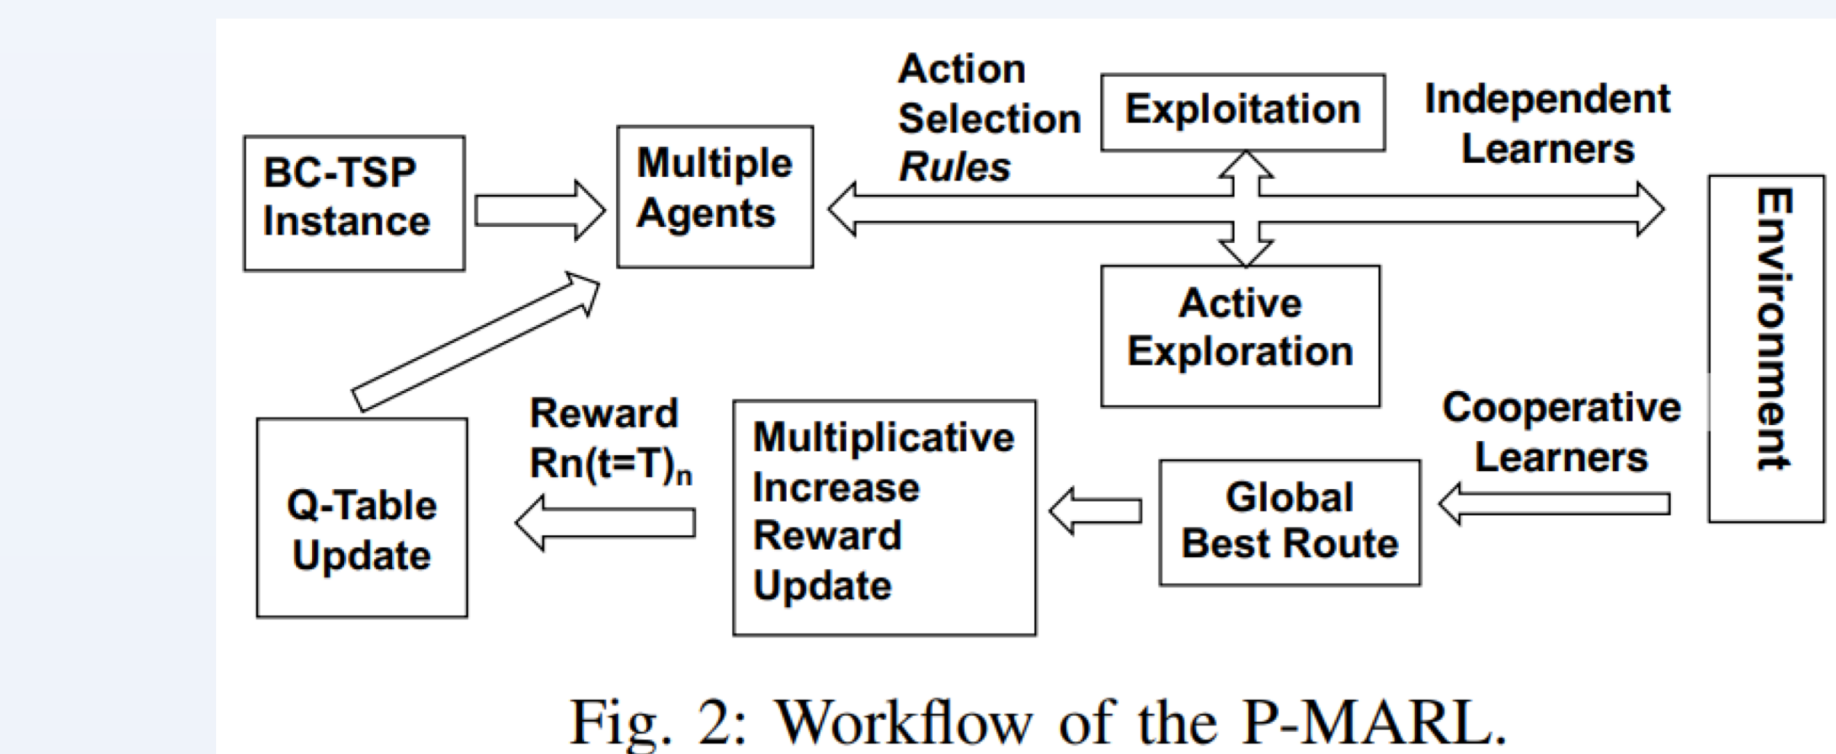 BC-TSP
Instance
Multiple
Agents
Action
Selection
Rules
Exploitation
Independent
Learners
Environment
Active
Exploration
Cooperative
Learners
Global
Best Route
Multiplicative
Increase
Reward
Update
Reward
Rn(t=T)n
Q-Table
Update
Fig. 2: Workflow of the P-MARL.